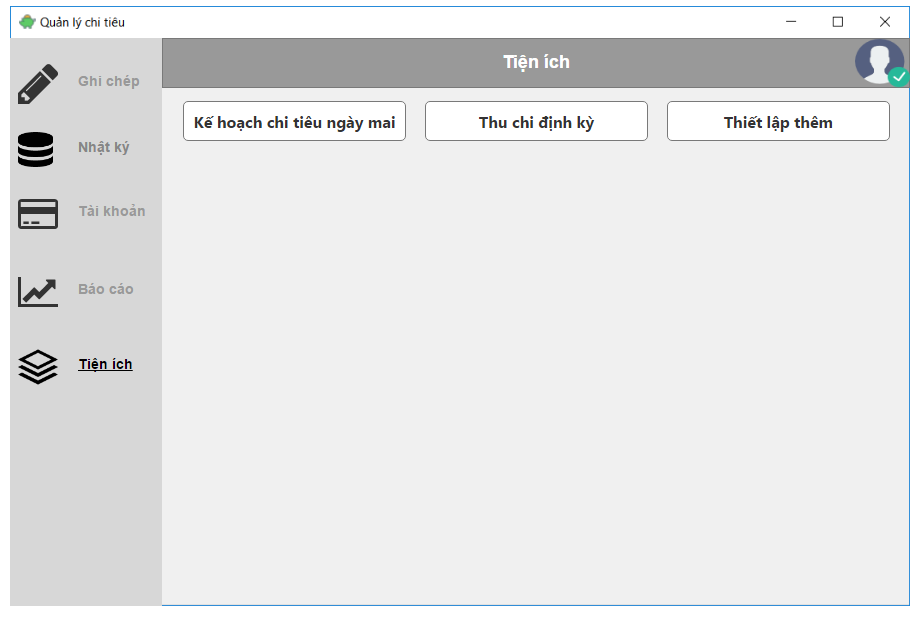 Quản lý chi tiêu
Tiện ích
Ghi chép
Nhật ký
Tài khoản
Báo cáo
Tiện ích
Kế hoạch chi tiêu ngày mai
Thu chi định kỳ
Thiết lập thêm